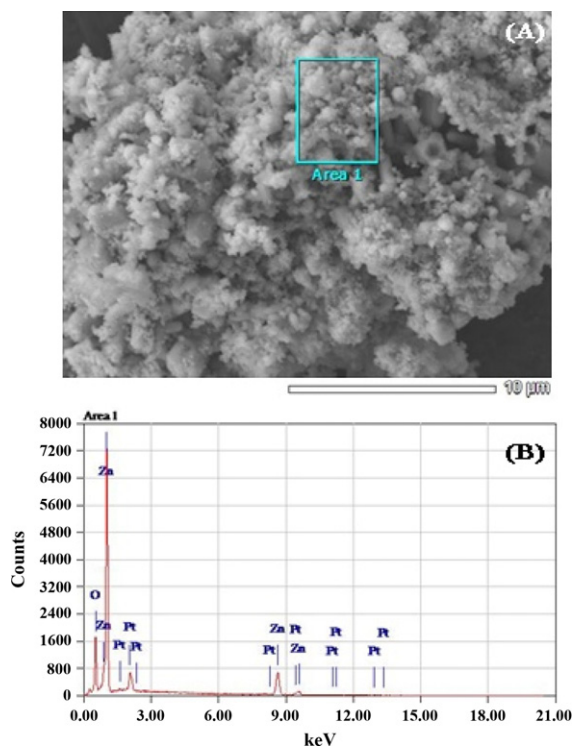 (A)
Area 1
10 µm
Area 1
(B)
8000
7200
6400
5600
4800
4000
3200
2400
1600
800
0
Counts
Zn
O
Zn
Pt
Pt
Pt
Zn Pt
Pt Zn
Pt
Pt
Pt
Pt
0.00 3.00 6.00 9.00 12.00 15.00 18.00 21.00
keV